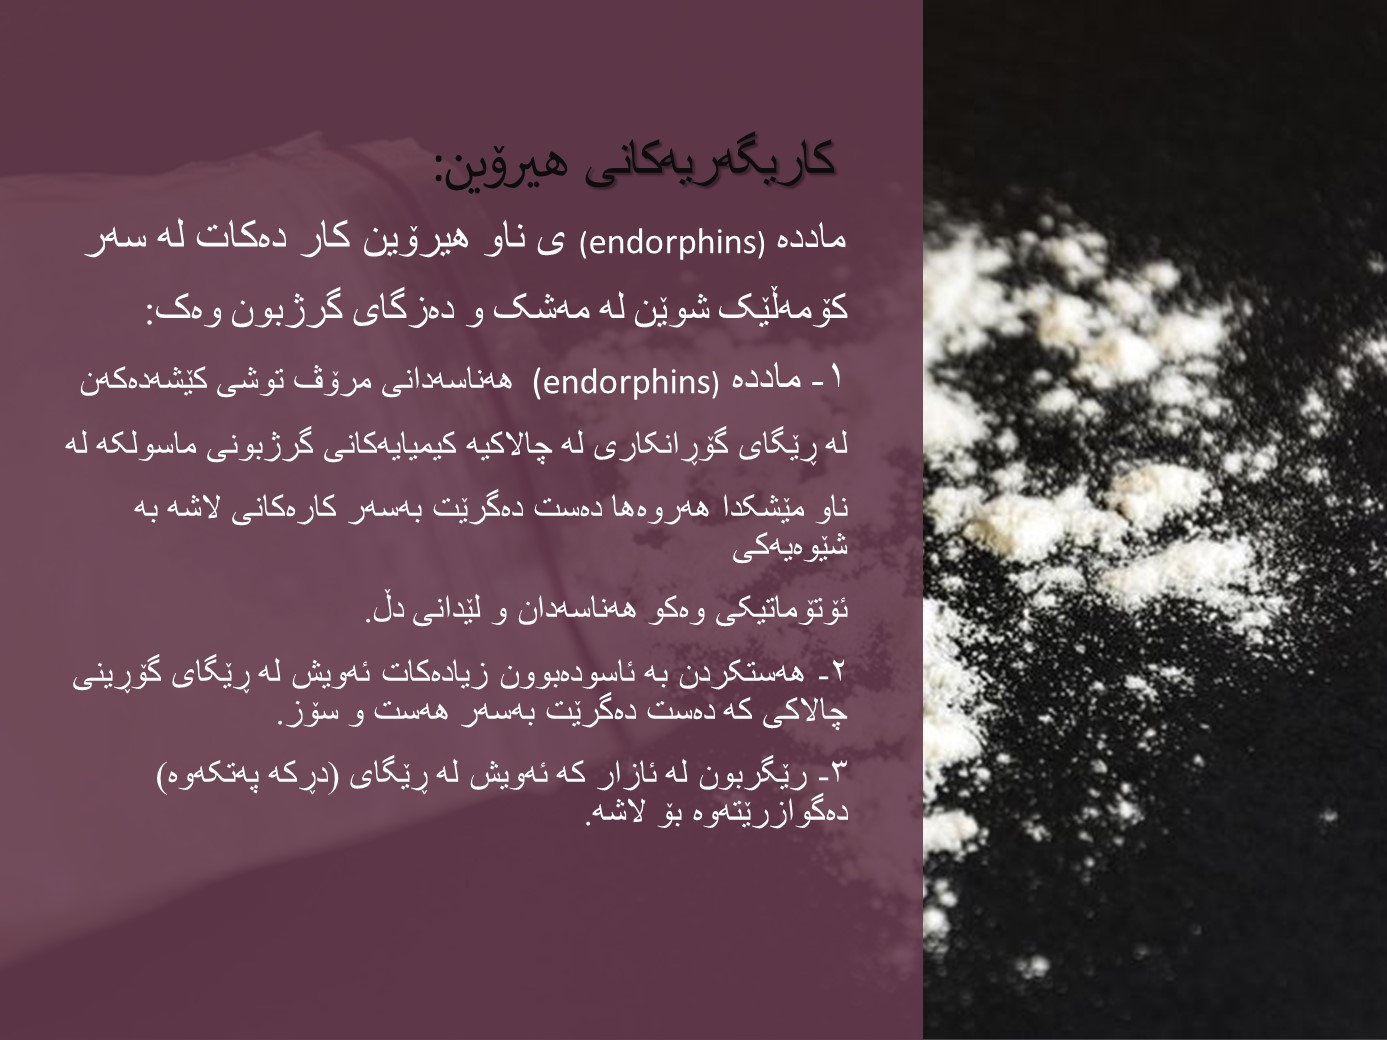 کاریگەریەکانی هیرۆین:
ماددە (endorphins) ی ناو هیرۆین کار دەکات لە سەر
کۆمەڵێک شوێن لە مەشک و دەزگای گرژبون وەک:
١- ماددە (endorphins) هەناسەدانی مرۆڤ توشی کێشەدەکەن
لە ڕێگای گۆڕانکاری لە چالاکیە کیمیایەکانی گرژبونی ماسولکە لە
ناو مێشکدا هەروەها دەست دەگرێت بەسەر کارەکانی لاشە بە
شێوەیەکی
ئۆتۆماتیکی وەکو هەناسەدان و لێدانی دڵ.
٢- هەستکردن بە ئاسودەبوون زیادەکات ئەویش لە ڕێگای گۆڕینی
چالاکی کە دەست دەگرێت بەسەر هەست و سۆز.
٣- رێگربون لە ئازار کە ئەویش لە ڕێگای (دڕکە پەتکەوە)
دەگوازرێتەوە بۆ لاشە.